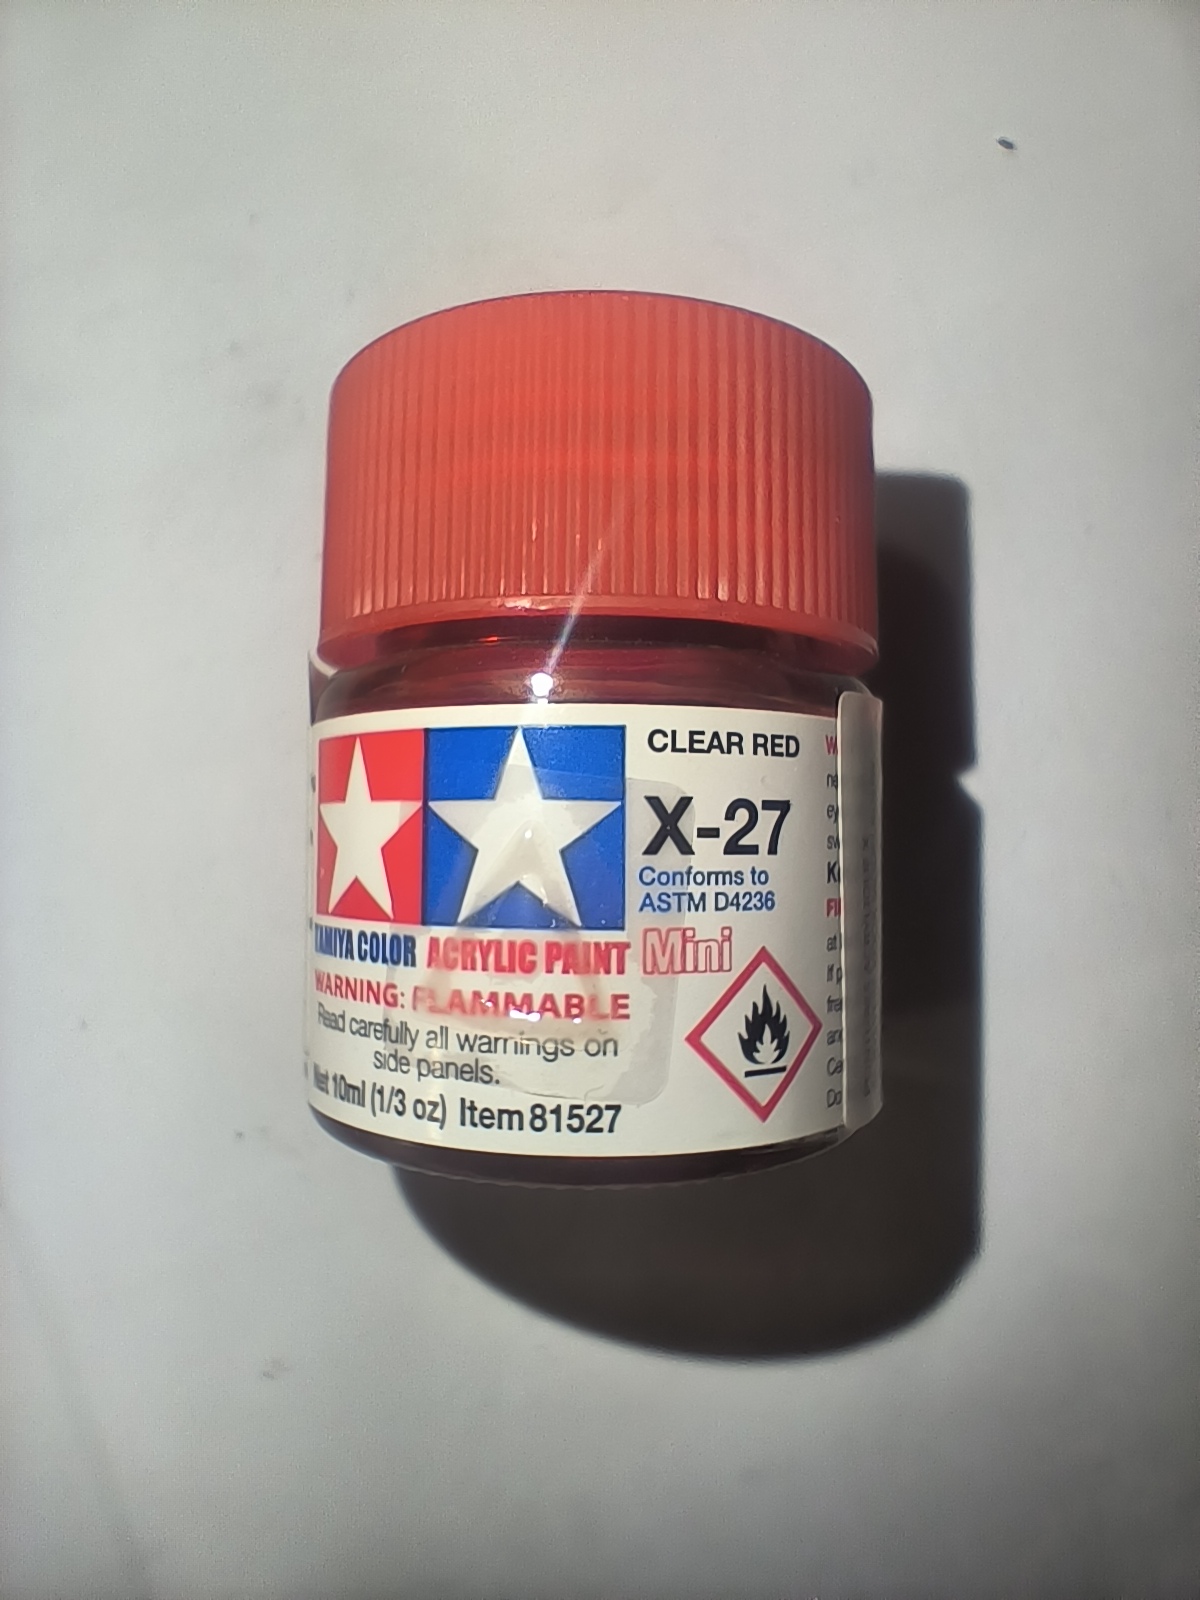 CLEAR RED
X-27
Conforms to
ASTM D4236
TAMIYA COLOR ACRYLIC PAINT Mini
WARNING: FLAMMABLE
Read carefully all warnings on
side panels.
Net 10ml (1/3 oz) Item 81527